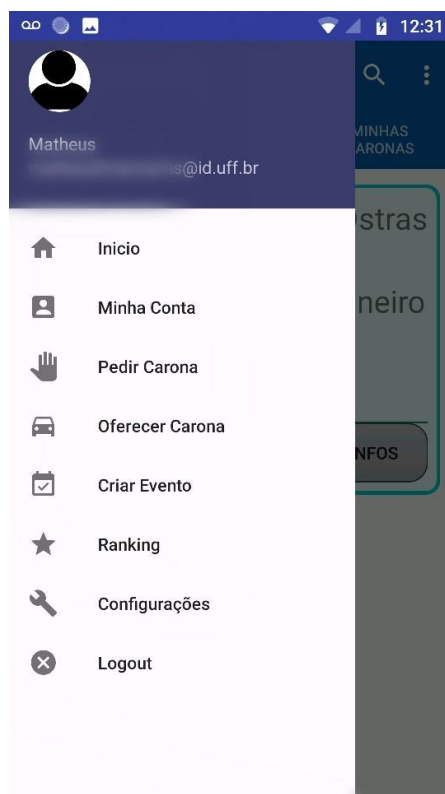 12:31
Matheus
@id.uff.br
MINHAS
CARONAS
Inicio
Minha Conta
Pedir Carona
Oferecer Carona
Criar Evento
Ranking
Configurações
Logout
stras
neiro
NFOS